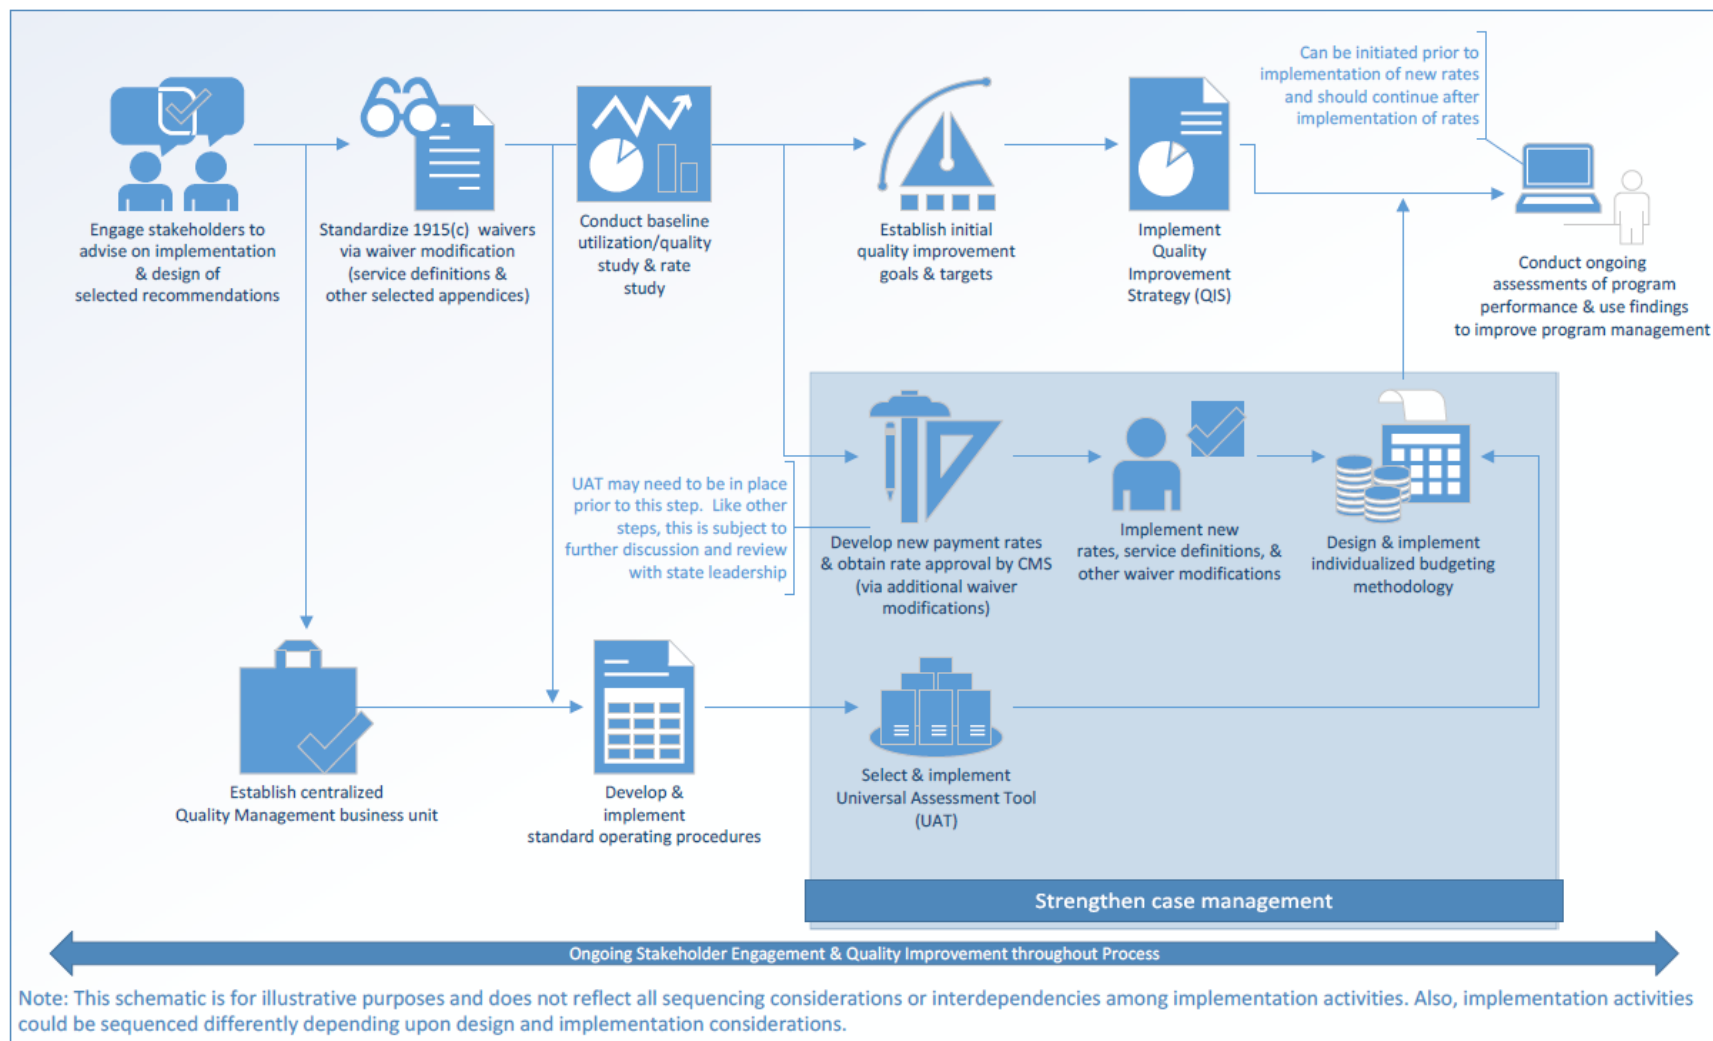 Can be initiated prior to
implementation of new rates
and should continue after
implementation of rates
Engage stakeholders to
advise on implementation
& design of
selected recommendations
Standardize 1915(c) waivers
via waiver modification
(service definitions &
other selected appendices)
Conduct baseline
utilization/quality
study & rate
study
Establish initial
quality improvement
goals & targets
Implement
Quality
Improvement
Strategy (QIS)
Conduct ongoing
assessments of program
performance & use findings
to improve program management
UAT may need to be in place
prior to this step. Like other
steps, this is subject to
further discussion and review
with state leadership
Develop new payment rates
& obtain rate approval by CMS
(via additional waiver
modifications)
Implement new
rates, service definitions, &
other waiver modifications
Design & implement
individualized budgeting
methodology
Establish centralized
Quality Management business unit
Develop &
implement
standard operating procedures
Select & implement
Universal Assessment Tool
(UAT)
Strengthen case management
Ongoing Stakeholder Engagement & Quality Improvement throughout Process
Note: This schematic is for illustrative purposes and does not reflect all sequencing considerations or interdependencies among implementation activities. Also, implementation activities
could be sequenced differently depending upon design and implementation considerations.